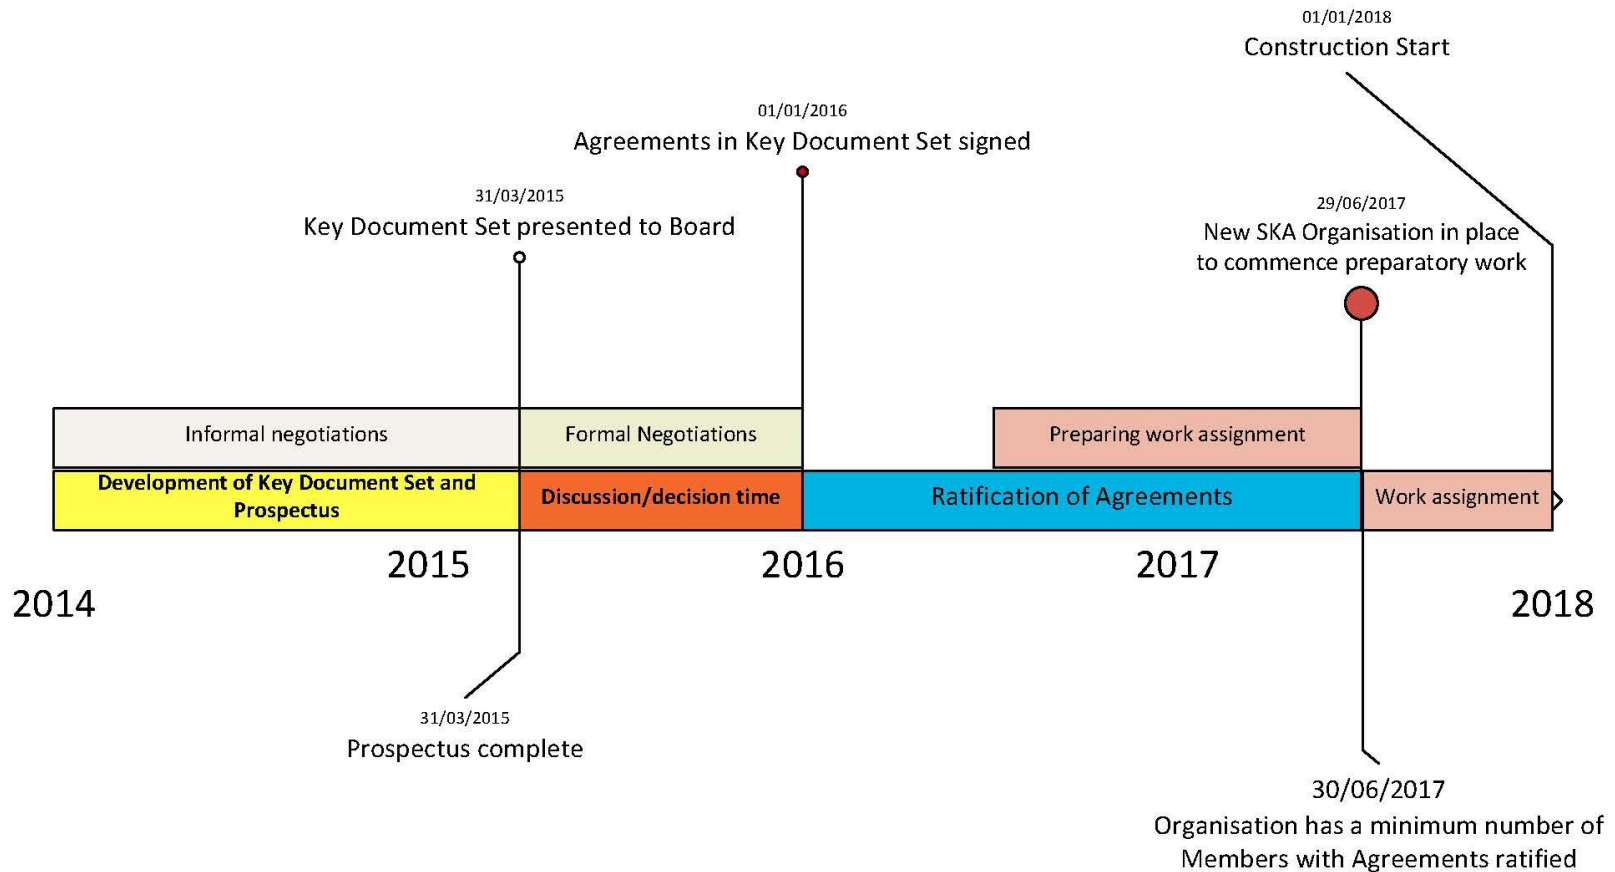 01/01/2018
Construction Start
01/01/2016
Agreements in Key Document Set signed
31/03/2015
Key Document Set presented to Board
29/06/2017
New SKA Organisation in place
to commence preparatory work
Informal negotiations
Formal Negotiations
Preparing work assignment
Development of Key Document Set and
Prospectus
Discussion/decision time
Ratification of Agreements
Work assignment
2015
2016
2017
2014
2018
31/03/2015
Prospectus complete
30/06/2017
Organisation has a minimum number of
Members with Agreements ratified